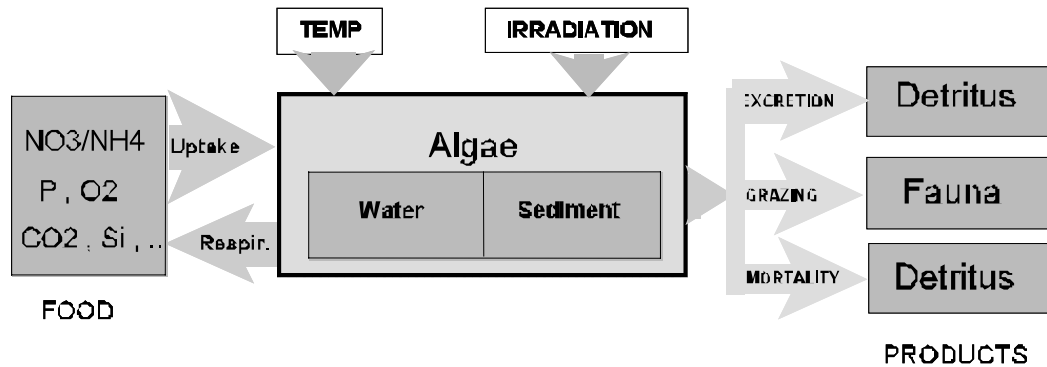 TEMP
IRRADIATION
NO3/NH4
P , O2
CO2 , Si , ..
FOOD
Uptake
Respir.
Algae
Water
Sediment
EXCRETION
GRAZING
MORTALITY
Detritus
Fauna
Detritus
PRODUCTS